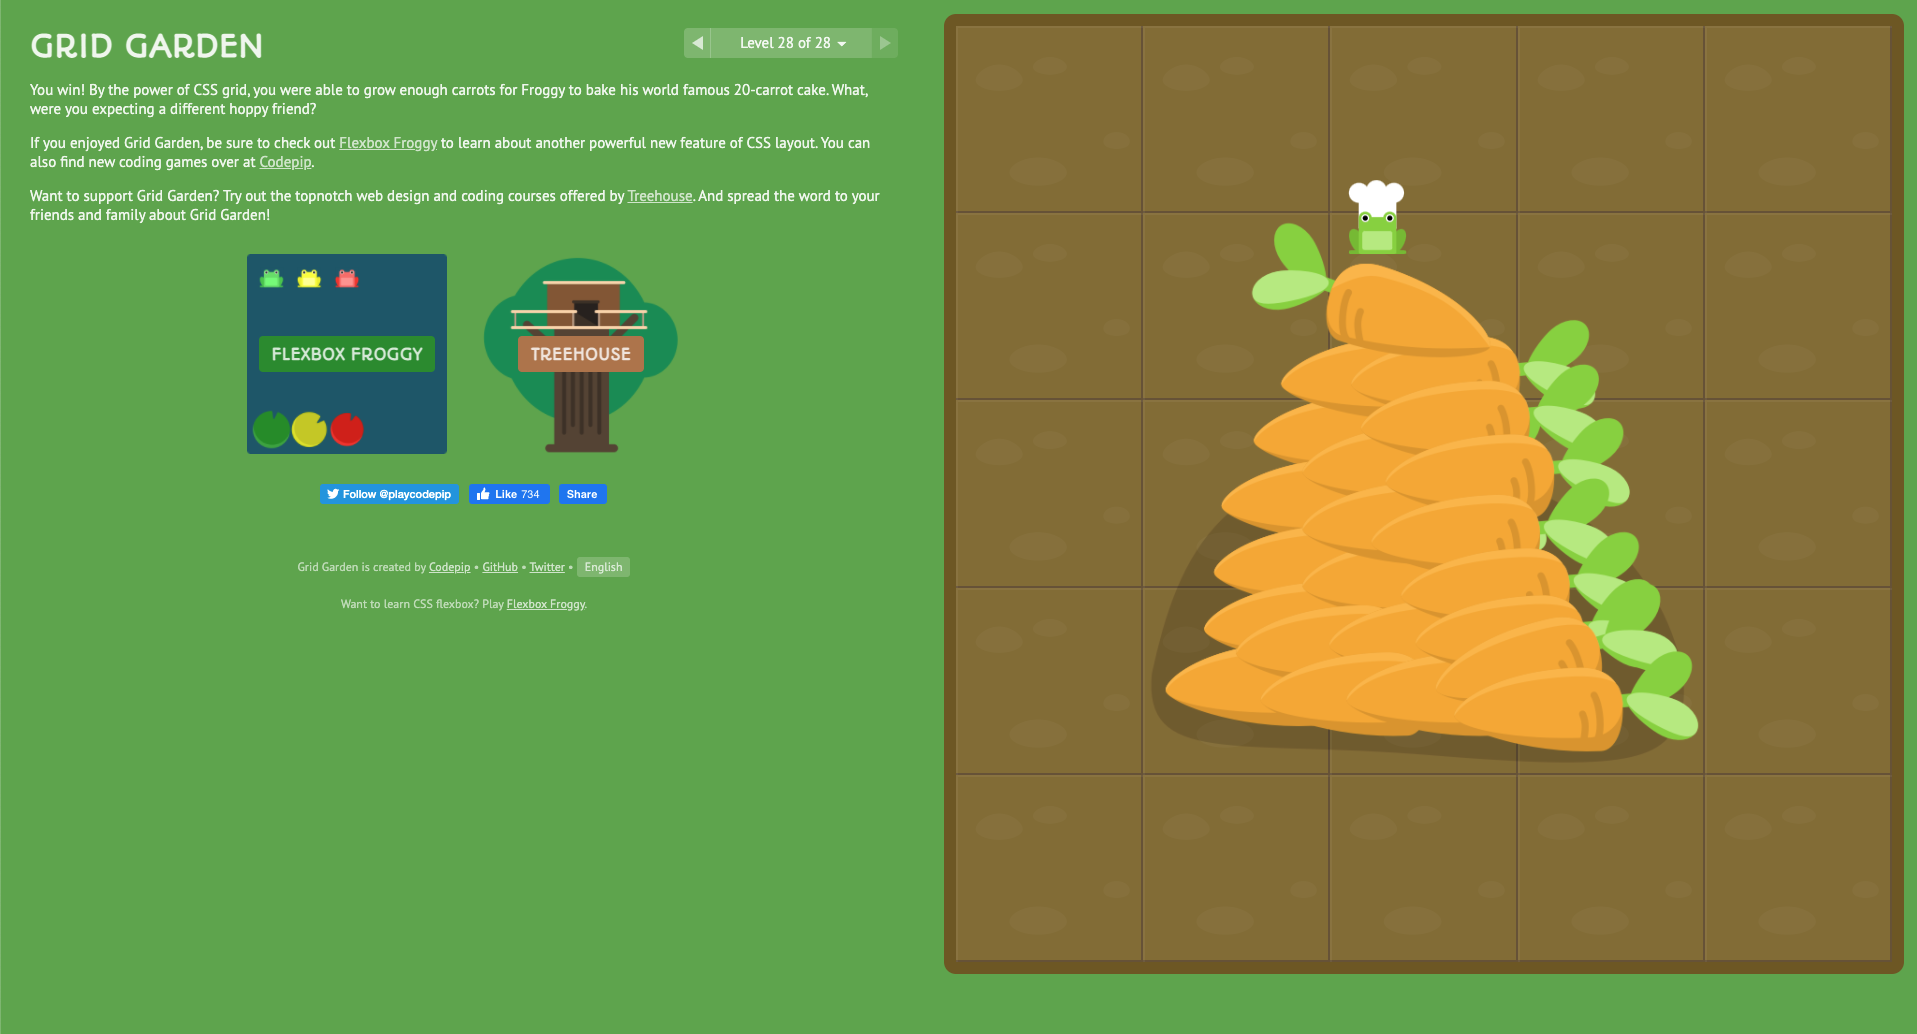 GRID GARDEN
Level 28 of 28
You win! By the power of CSS grid, you were able to grow enough carrots for Froggy to bake his world famous 20-carrot cake. What,
were you expecting a different hoppy friend?
If you enjoyed Grid Garden, be sure to check out Flexbox Froggy to learn about another powerful new feature of CSS layout. You can
also find new coding games over at Codepip.
Want to support Grid Garden? Try out the topnotch web design and coding courses offered by Treehouse. And spread the word to your
friends and family about Grid Garden!
FLEXBOX FROGGY
TREEHOUSE
Follow @playcodepip
Like 734
Share
Grid Garden is created by Codepip • GitHub • Twitter • English
Want to learn CSS flexbox? Play Flexbox Froggy.